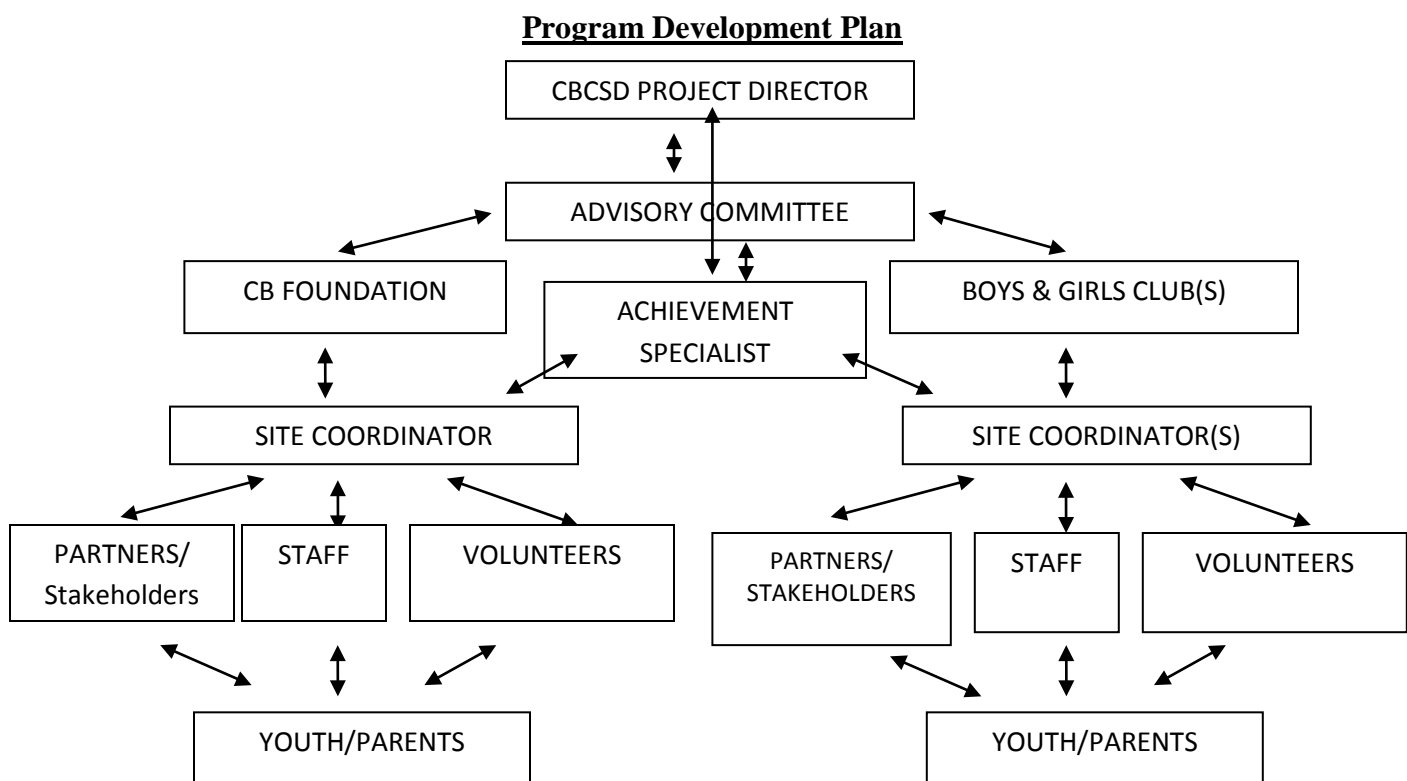 Program Development Plan
CBCSD PROJECT DIRECTOR
ADVISORY COMMITTEE
CB FOUNDATION
ACHIEVEMENT
SPECIALIST
BOYS & GIRLS CLUB(S)
SITE COORDINATOR
SITE COORDINATOR(S)
PARTNERS/
Stakeholders
STAFF
VOLUNTEERS
PARTNERS/
STAKEHOLDERS
STAFF
VOLUNTEERS
YOUTH/PARENTS
YOUTH/PARENTS